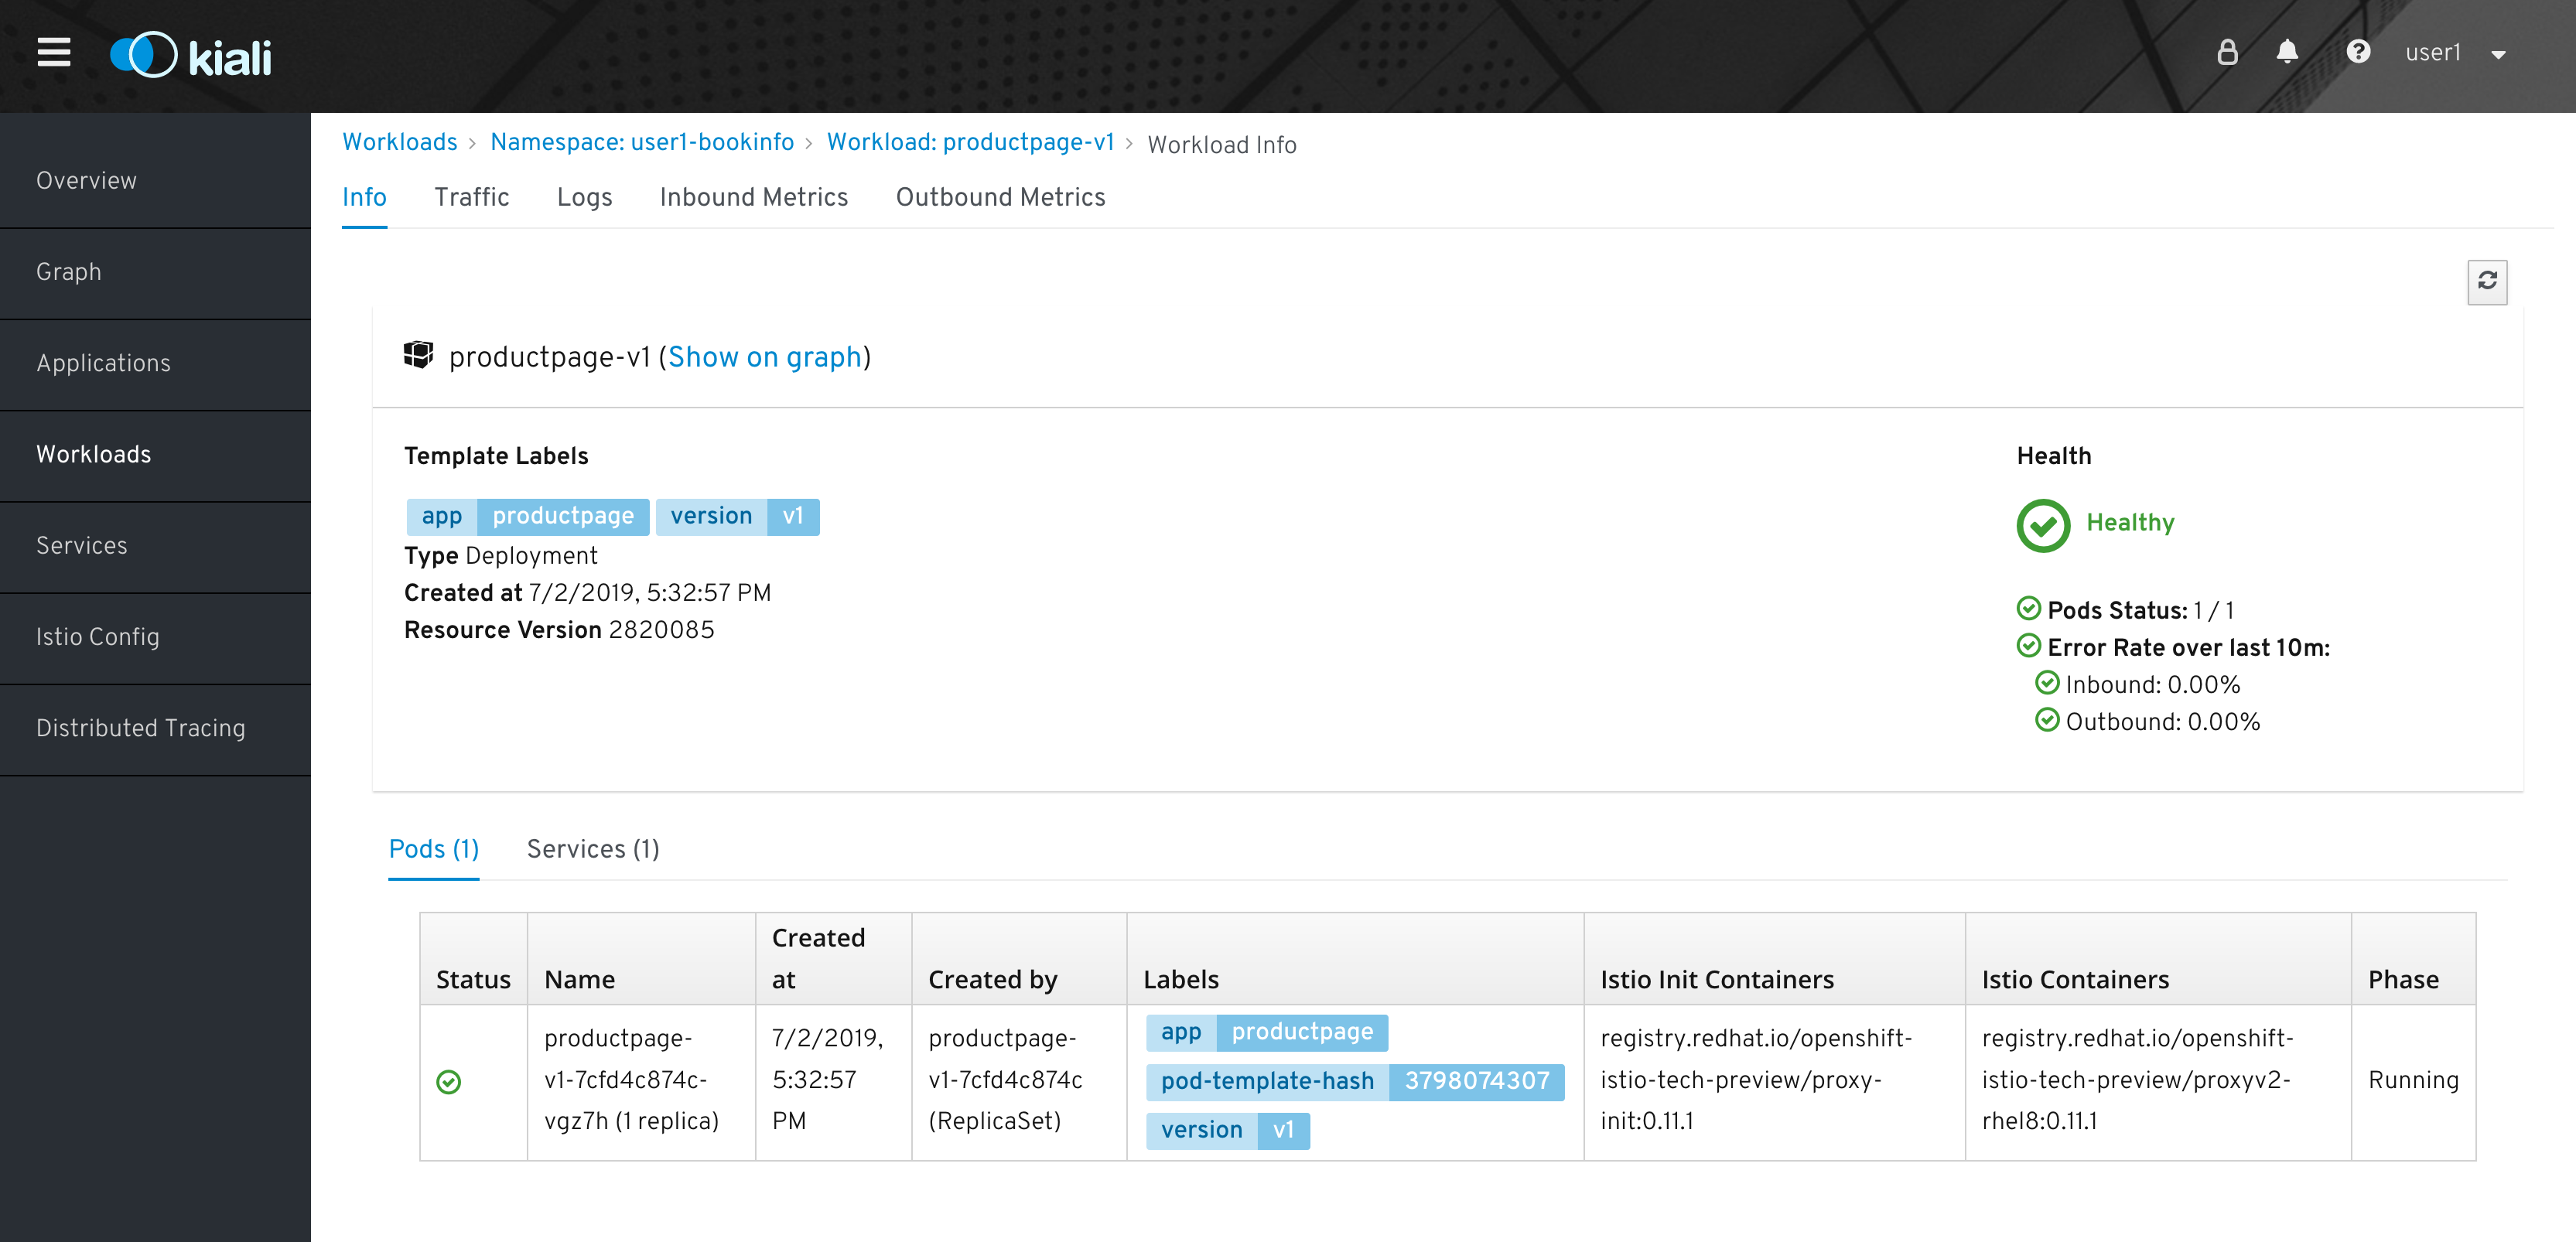 kiali
user1
Workloads › Namespace: user1-bookinfo › Workload: productpage-v1 › Workload Info
Overview
Graph
Applications
Workloads
Services
Istio Config
Distributed Tracing
Info Traffic Logs Inbound Metrics Outbound Metrics
productpage-v1 (Show on graph)
Template Labels
app productpage version v1
Type Deployment
Created at 7/2/2019, 5:32:57 PM
Resource Version 2820085
Health
Healthy
Pods Status: 1 / 1
Error Rate over last 10m:
Inbound: 0.00%
Outbound: 0.00%
Pods (1) Services (1)
Status
Name
Created
at
Created by
Labels
Istio Init Containers
Istio Containers
Phase
productpage-
v1-7cfd4c874c-
vgz7h (1 replica)
7/2/2019,
5:32:57
PM
productpage-
v1-7cfd4c874c
(ReplicaSet)
app productpage
pod-template-hash 3798074307
version v1
registry.redhat.io/openshift-
istio-tech-preview/proxy-
init:0.11.1
registry.redhat.io/openshift-
istio-tech-preview/proxyv2-
rhel8:0.11.1
Running